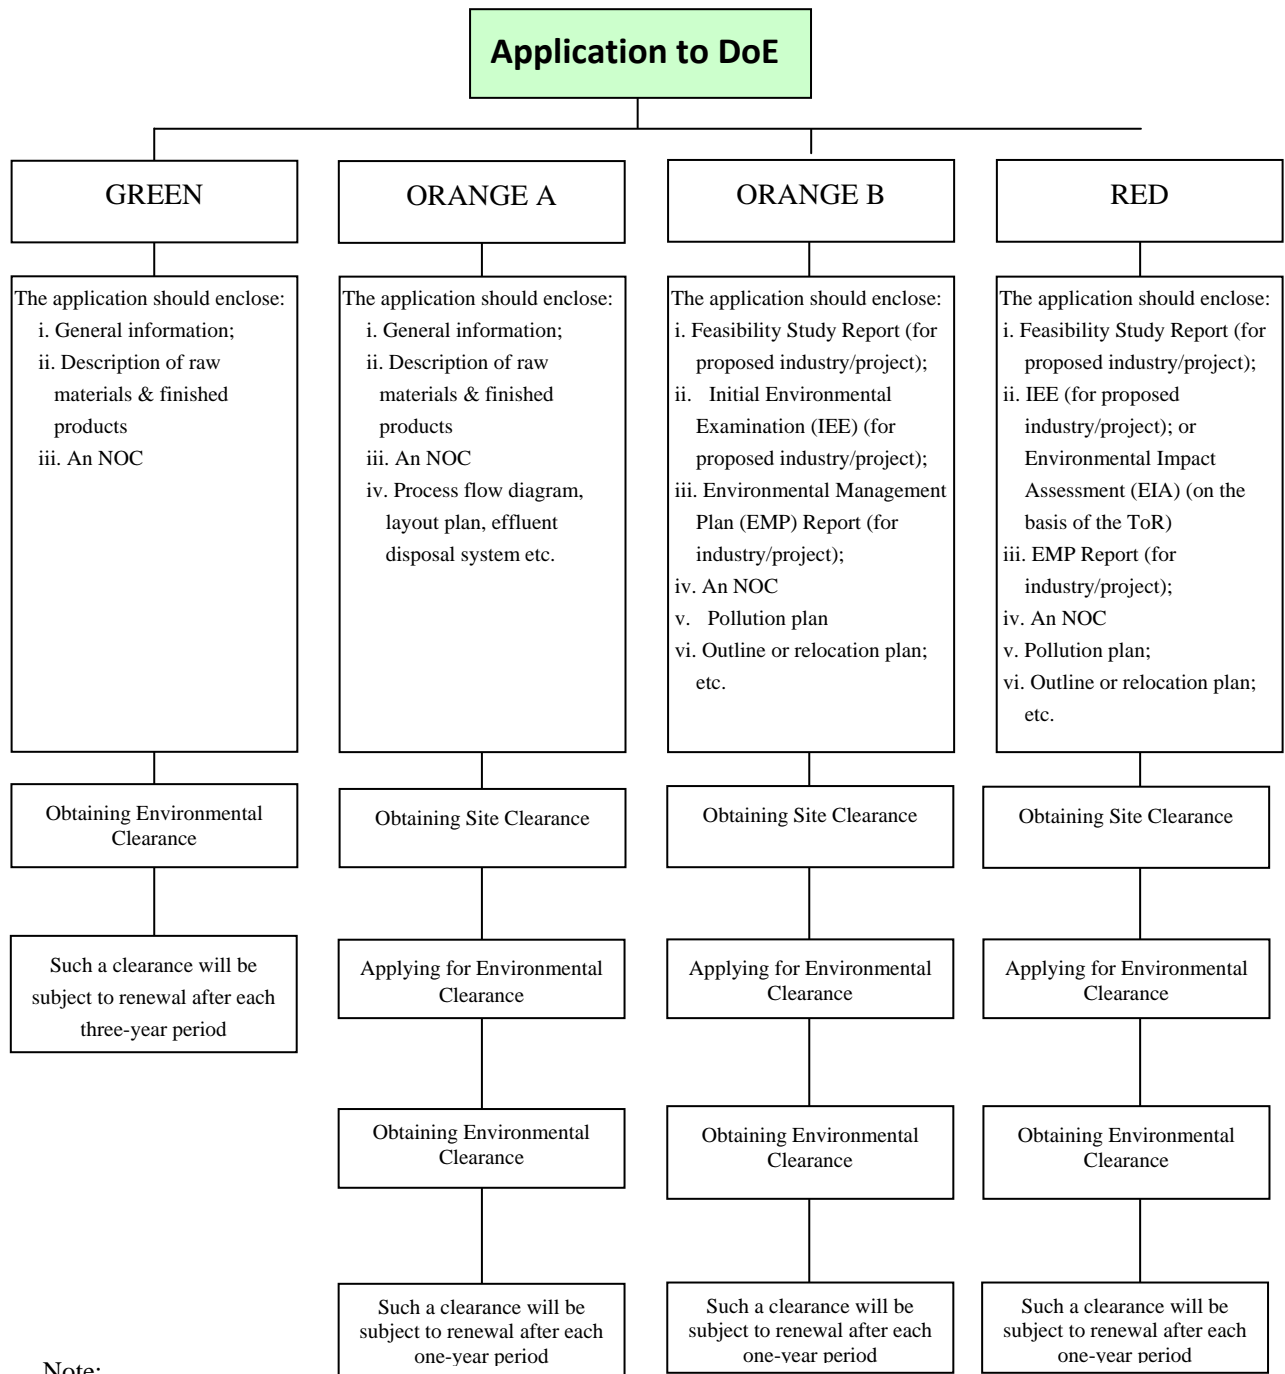 Application to DoE
GREEN
ORANGE A
ORANGE B
RED
The application should enclose:
i. General information;
ii. Description of raw
materials & finished
products
iii. An NOC
The application should enclose:
i. General information;
ii. Description of raw
materials & finished
products
iii. An NOC
iv. Process flow diagram,
layout plan, effluent
disposal system etc.
The application should enclose:
i. Feasibility Study Report (for
proposed industry/project);
ii. Initial Environmental
Examination (IEE) (for
proposed industry/project);
iii. Environmental Management
Plan (EMP) Report (for
industry/project);
iv. An NOC
v. Pollution plan
vi. Outline or relocation plan;
etc.
The application should enclose:
i. Feasibility Study Report (for
proposed industry/project);
ii. IEE (for proposed
industry/project); or
Environmental Impact
Assessment (EIA) (on the
basis of the ToR)
iii. EMP Report (for
industry/project);
iv. An NOC
v. Pollution plan;
vi. Outline or relocation plan;
etc.
Obtaining Environmental
Clearance
Obtaining Site Clearance
Obtaining Site Clearance
Obtaining Site Clearance
Such a clearance will be
subject to renewal after each
three-year period
Applying for Environmental
Clearance
Applying for Environmental
Clearance
Applying for Environmental
Clearance
Obtaining Environmental
Clearance
Obtaining Environmental
Clearance
Obtaining Environmental
Clearance
Such a clearance will be
subject to renewal after each
one-year period
Such a clearance will be
subject to renewal after each
one-year period
Such a clearance will be
subject to renewal after each
one-year period
Note: